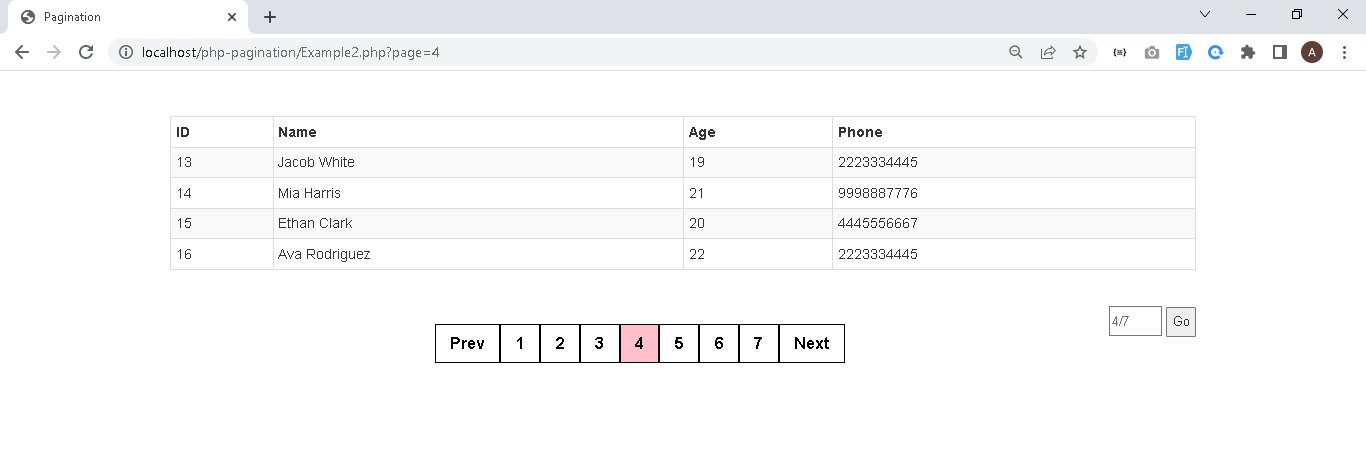 Pagination
localhost/php-pagination/Example2.php?page=4
A
ID Name Age Phone
13 Jacob White 19 2223334445
14 Mia Harris 21 9998887776
15 Ethan Clark 20 4445556667
16 Ava Rodriguez 22 2223334445
4/7 Go
Prev 1 2 3 4 5 6 7 Next